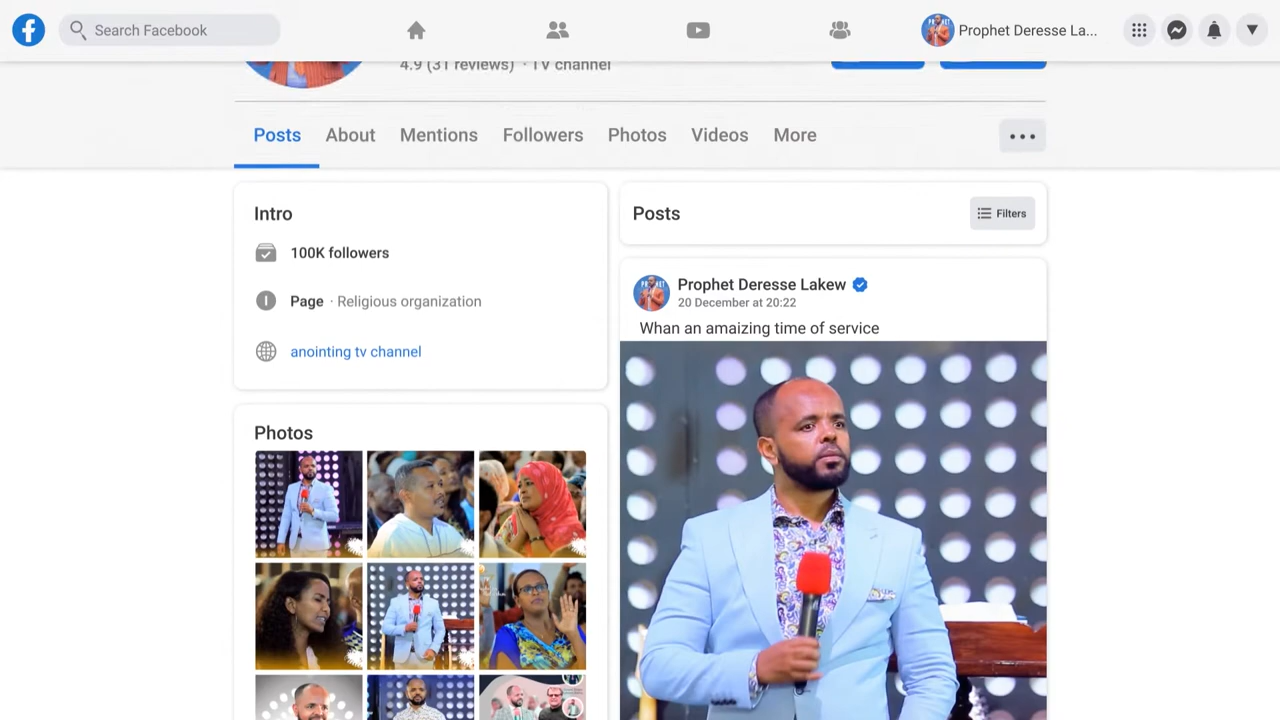 Search Facebook
Prophet Deresse La...
4.9 (31 reviews) · TV channel
Posts
About
Mentions
Followers
Photos
Videos
More
Intro
100K followers
Page · Religious organization
anointing tv channel
Photos
Posts
Filters
Prophet Deresse Lakew
20 December at 20:22
Whan an amaizing time of service